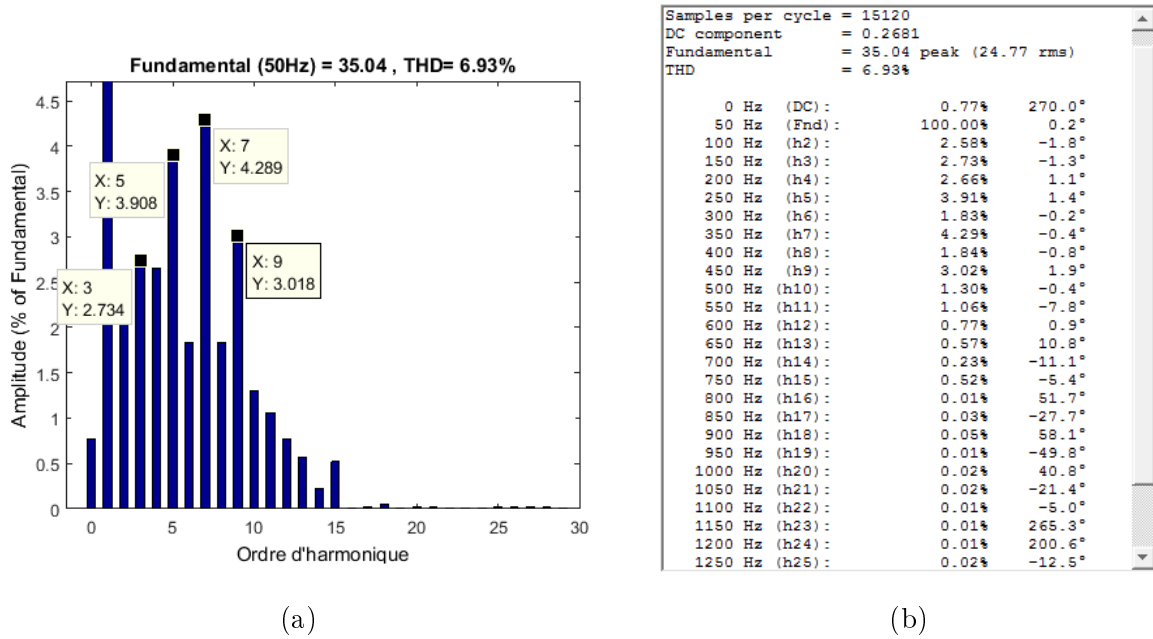 Fundamental (50Hz) = 35.04 , THD= 6.93%
Amplitude (% of Fundamental)
4.5
4
3.5
3
2.5
2
1.5
1
0.5
0
X: 3
Y: 2.734
X: 5
Y: 3.908
X: 7
Y: 4.289
X: 9
Y: 3.018
0 5 10 15 20 25 30
Ordre d'harmonique
(a)
Samples per cycle = 15120
DC component = 0.2681
Fundamental = 35.04 peak (24.77 rms)
THD = 6.93%
0 Hz (DC): 0.77% 270.0°
50 Hz (Fnd): 100.00% 0.2°
100 Hz (h2): 2.58% -1.8°
150 Hz (h3): 2.73% -1.1°
200 Hz (h4): 2.66% 1.1°
250 Hz (h5): 3.91% 1.4°
300 Hz (h6): 1.83% -0.2°
350 Hz (h7): 4.29% -0.4°
400 Hz (h8): 1.84% -0.8°
450 Hz (h9): 3.02% 1.9°
500 Hz (h10): 1.30% -0.4°
550 Hz (h11): 1.06% -7.8°
600 Hz (h12): 0.77% 0.9°
650 Hz (h13): 0.57% 10.8°
700 Hz (h14): 0.23% -11.1°
750 Hz (h15): 0.52% -5.4°
800 Hz (h16): 0.01% 51.7°
850 Hz (h17): 0.03% -27.7°
900 Hz (h18): 0.05% 58.1°
950 Hz (h19): 0.01% -49.8°
1000 Hz (h20): 0.02% 40.8°
1050 Hz (h21): 0.02% -21.4°
1100 Hz (h22): 0.01% -5.0°
1150 Hz (h23): 0.01% 265.3°
1200 Hz (h24): 0.01% 200.6°
1250 Hz (h25): 0.02% -12.5°
(b)